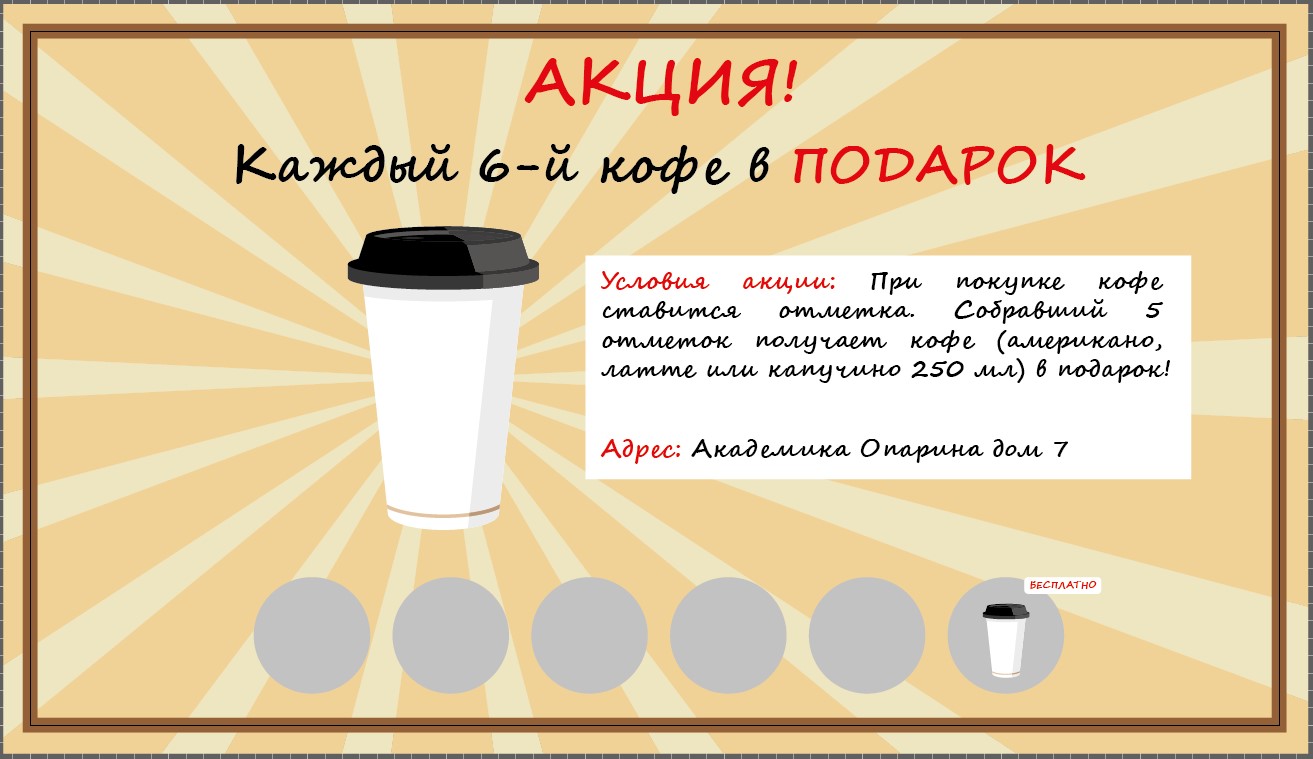 АКЦИЯ!
Каждый 6-й кофе в ПОДАРОК
Условия акции: При покупке кофе
ставится отметка. Собравший 5
отметок получает кофе (американо,
латте или капучино 250 мл) в подарок!
Адрес: Академика Опарина дом 7
БЕСПЛАТНО